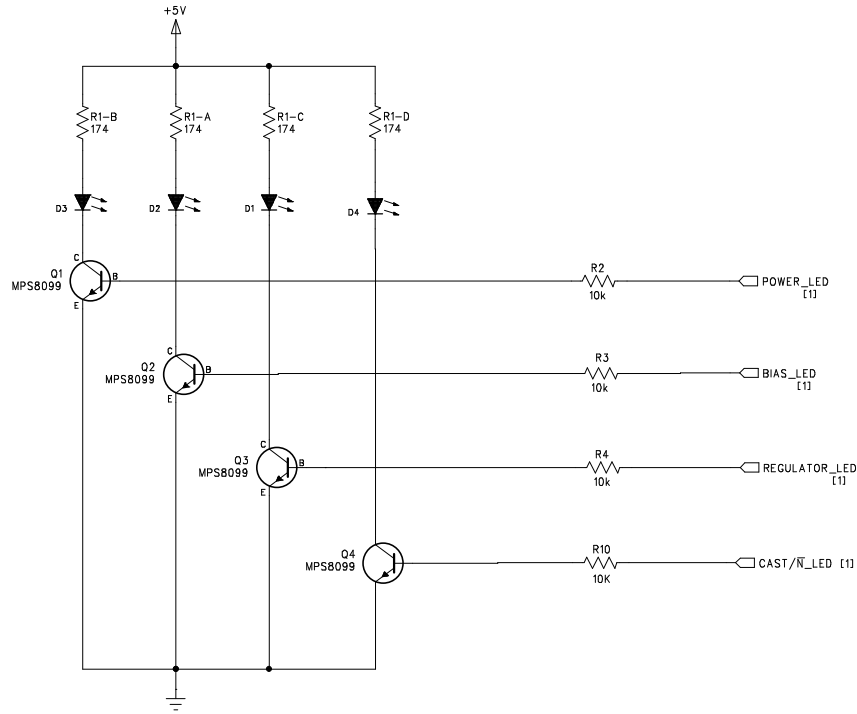 +5V
R1-B
174
R1-A
174
R1-C
174
R1-D
174
D3
D2
D1
D4
C
Q1
MPS8099
B
E
R2
10k
POWER_LED
[1]
C
Q2
MPS8099
B
E
R3
10k
BIAS_LED
[1]
C
Q3
MPS8099
B
E
R4
10k
REGULATOR_LED
[1]
Q4
MPS8099
R10
10K
CAST/N̅_LED [1]